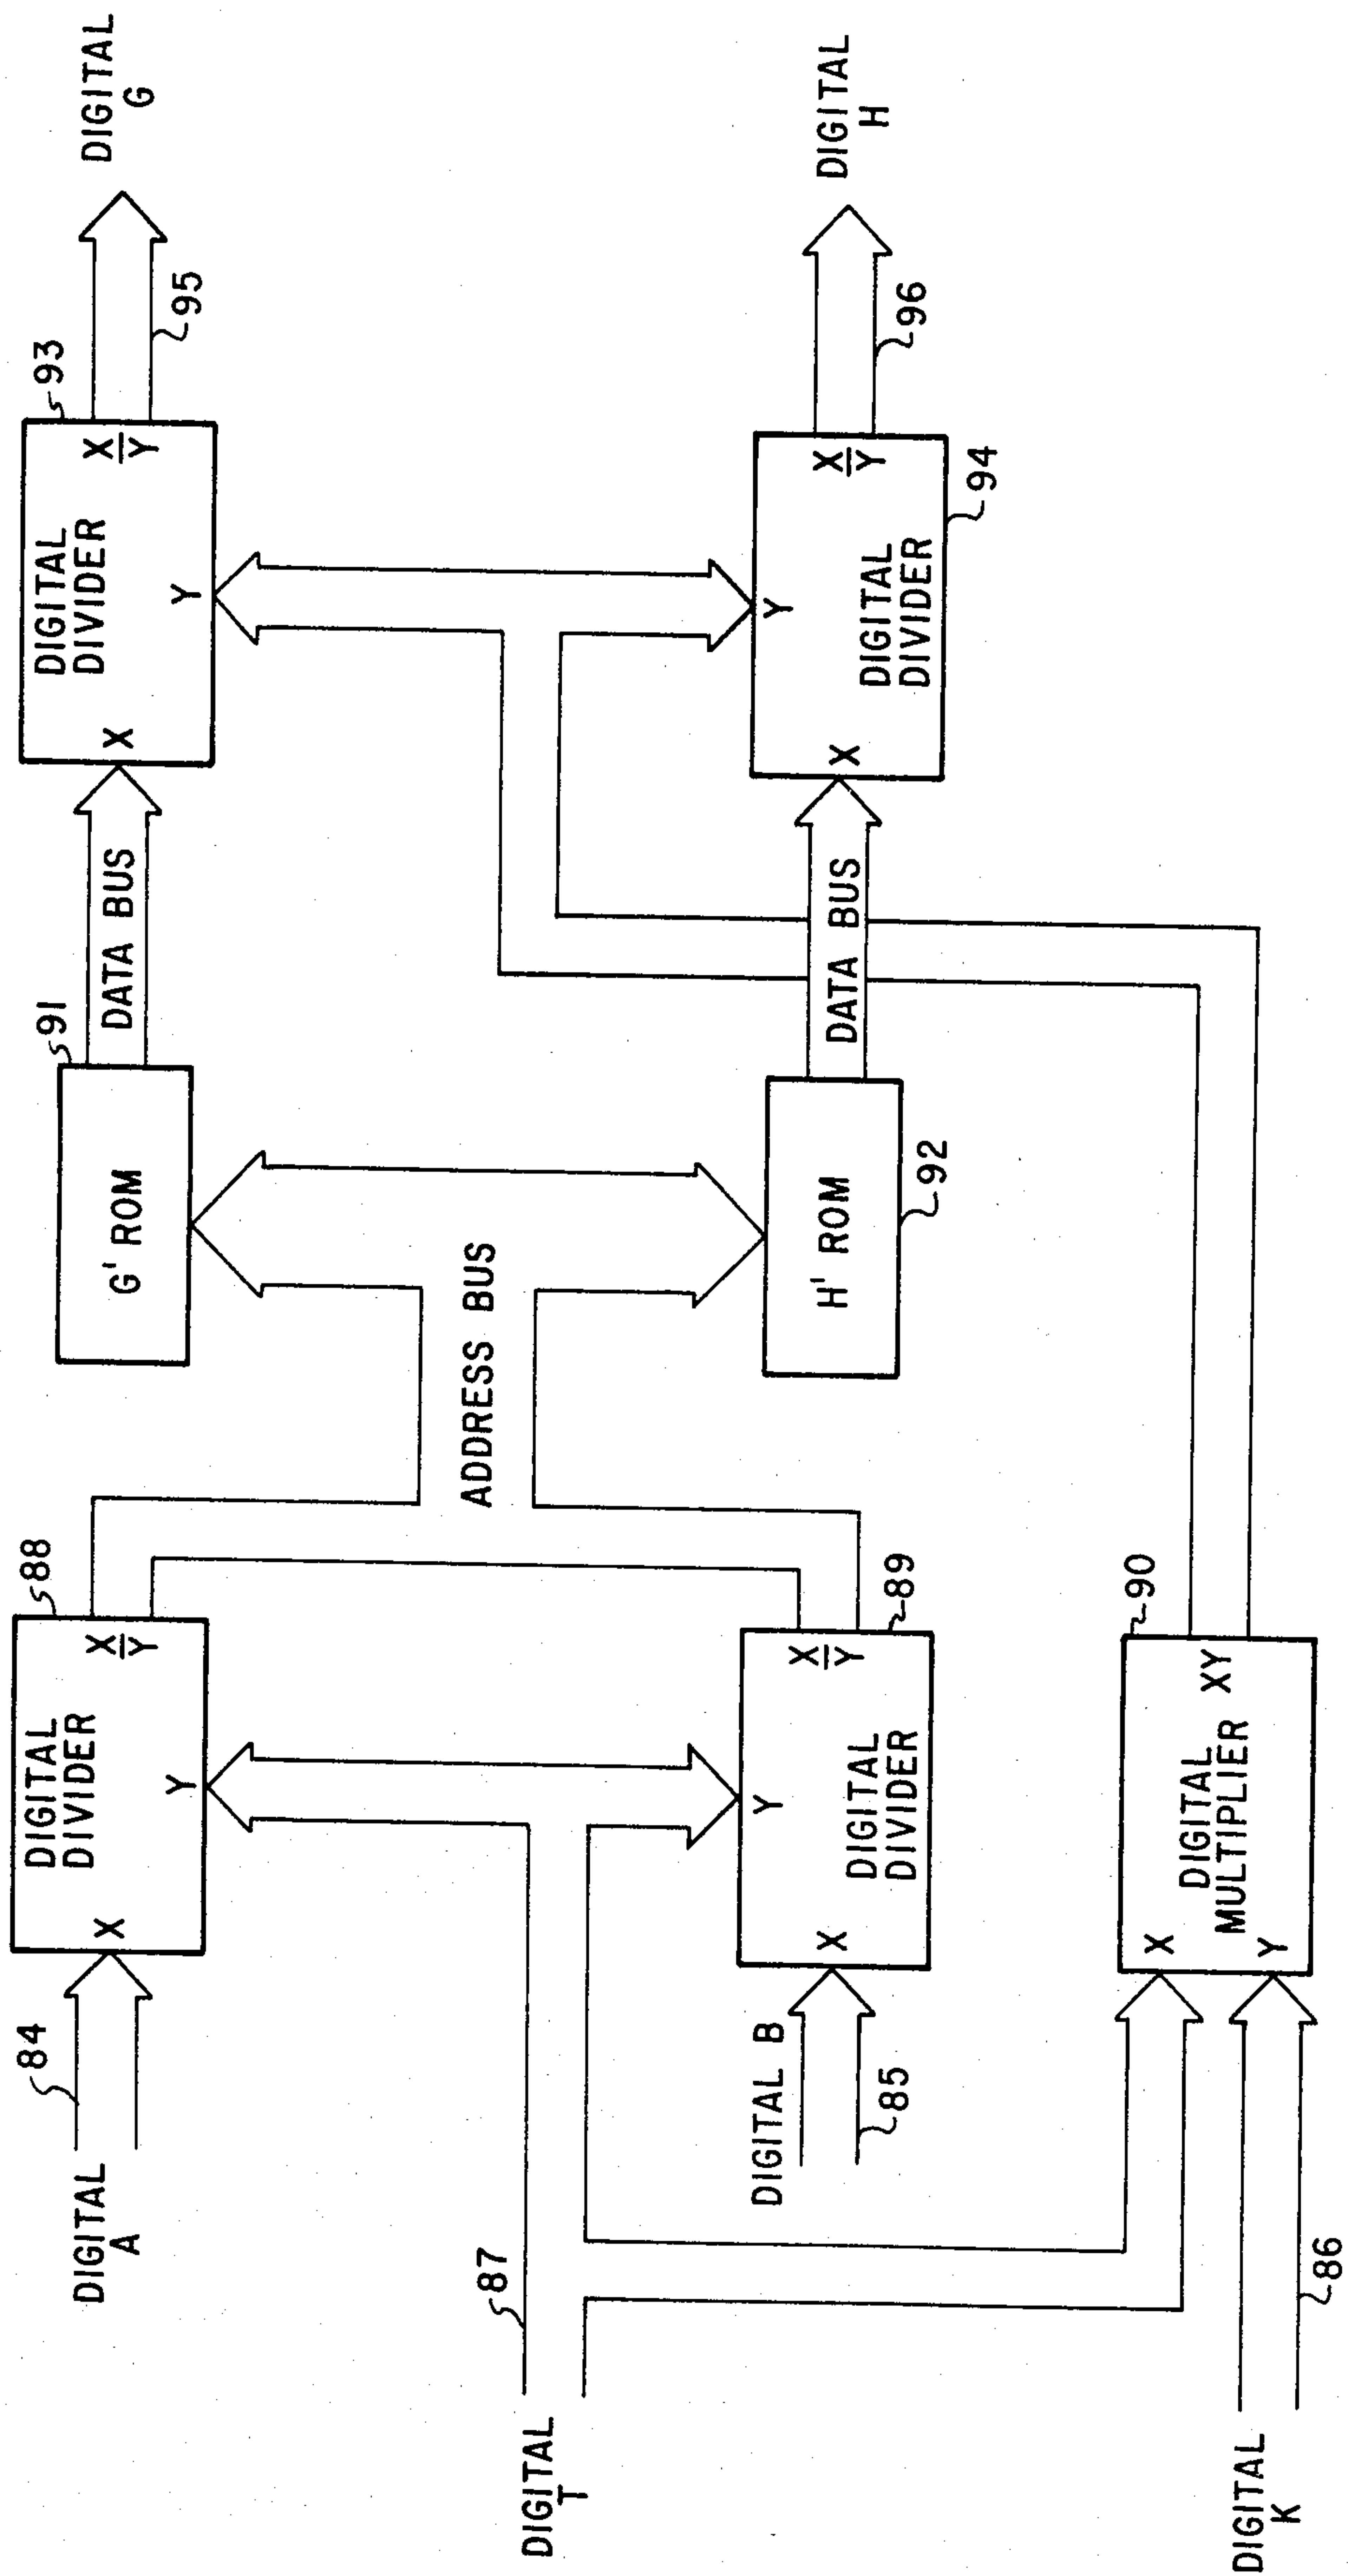 DIGITAL
A
84
DIGITAL
DIVIDER
X
Y
X
Y
88
G' ROM
91
DATA BUS
DIGITAL
DIVIDER
X
Y
X
Y
93
95
DIGITAL
G
DIGITAL
T
87
ADDRESS BUS
DIGITAL B
85
X
Y
DIGITAL
DIVIDER
X
Y
89
H' ROM
92
DATA BUS
X
Y
DIGITAL
DIVIDER
X
Y
94
96
DIGITAL
H
DIGITAL
K
86
X
Y
DIGITAL
MULTIPLIER
XY
90